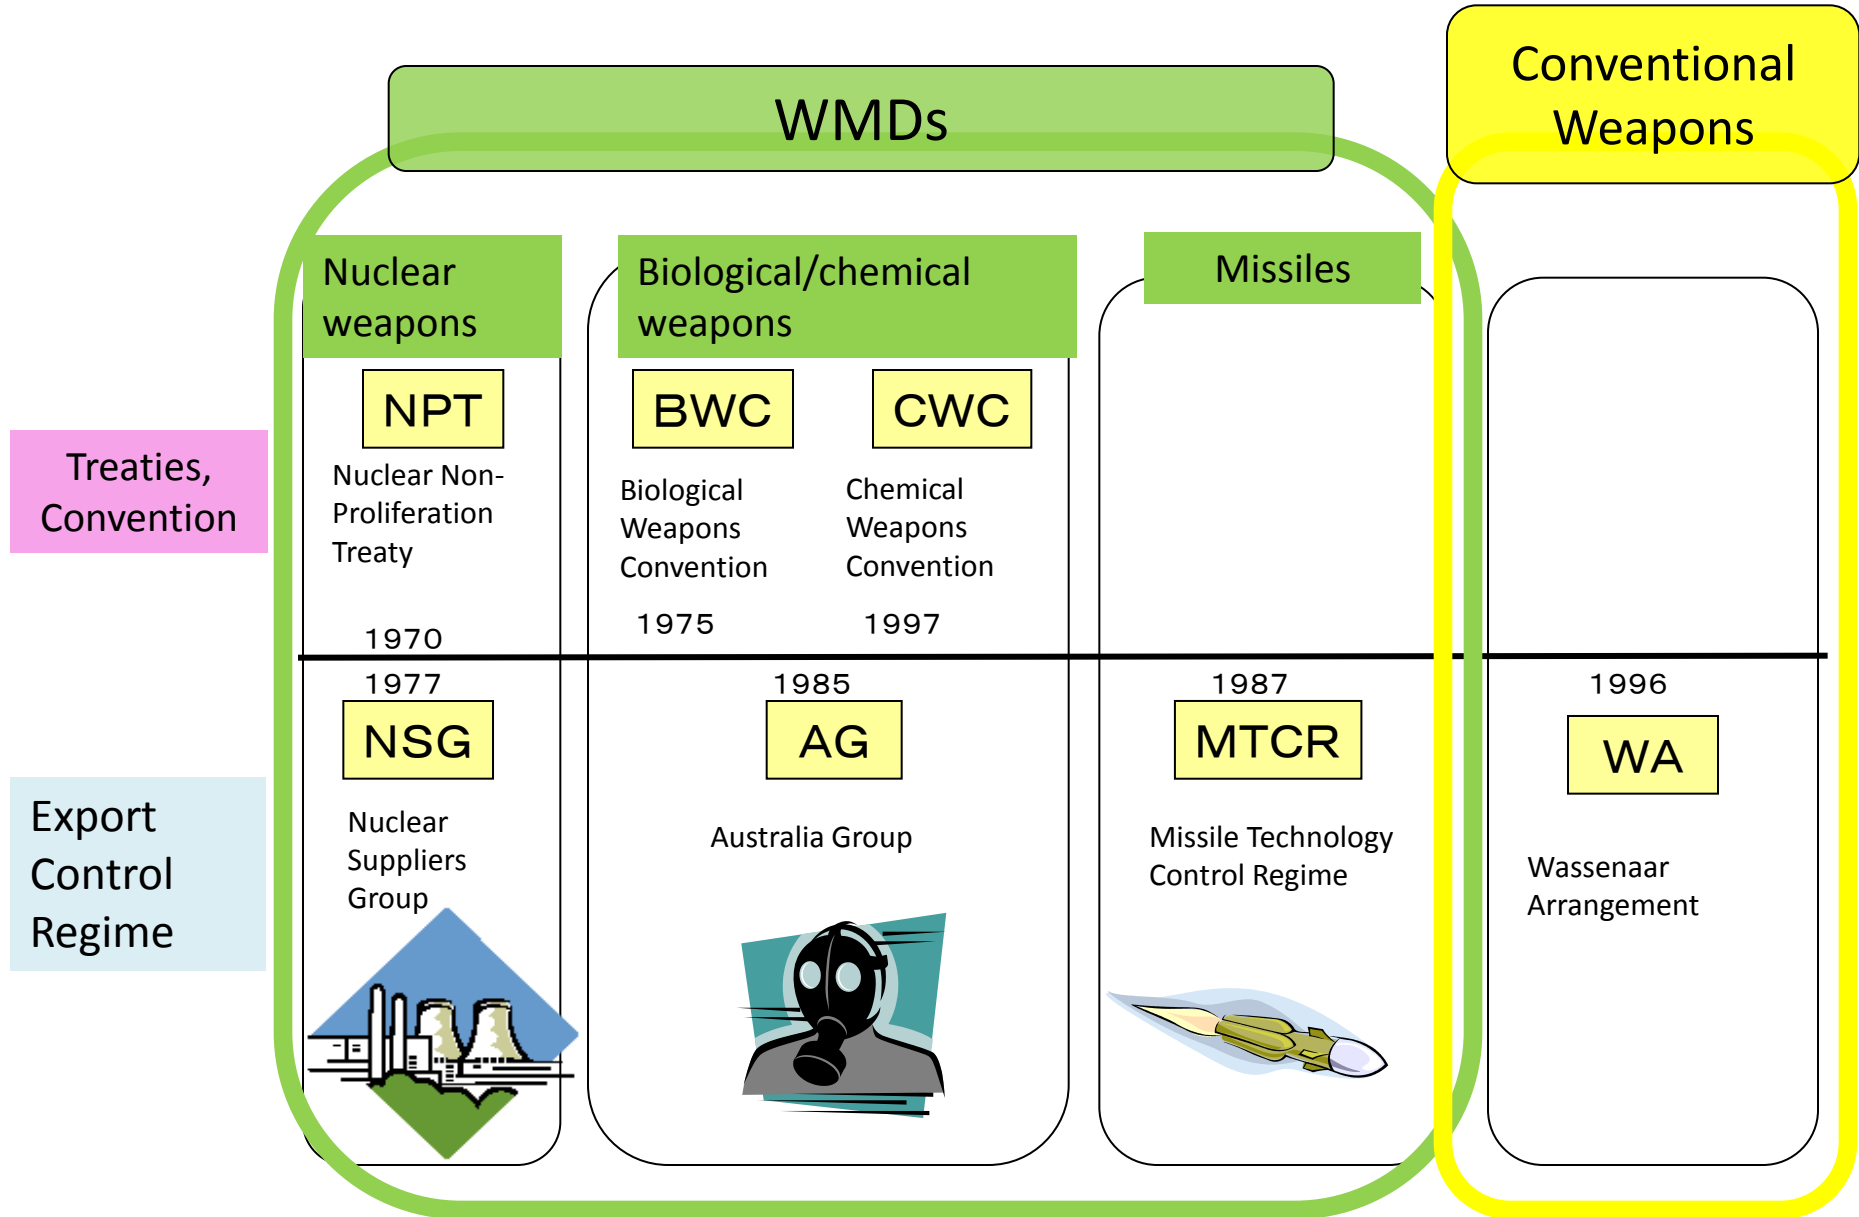 WMDs
Conventional
Weapons
Nuclear
weapons
Biological/chemical
weapons
Missiles
Treaties,
Convention
NPT
Nuclear Non-
Proliferation
Treaty
1970
BWC
Biological
Weapons
Convention
1975
CWC
Chemical
Weapons
Convention
1997
Export
Control
Regime
1977
NSG
Nuclear
Suppliers
Group
1985
AG
Australia Group
1987
MTCR
Missile Technology
Control Regime
1996
WA
Wassenaar
Arrangement